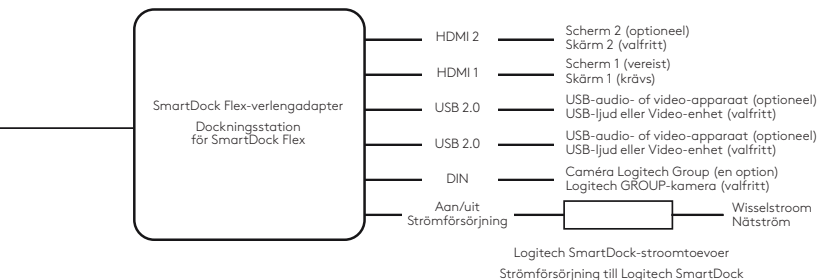 SmartDock Flex-verlengadapter
Dockningsstation
för SmartDock Flex
HDMI 2
Scherm 2 (optioneel)
Skärm 2 (valfritt)
HDMI 1
Scherm 1 (vereist)
Skärm 1 (krävs)
USB 2.0
USB-audio- of video-apparaat (optioneel)
USB-ljud eller Video-enhet (valfritt)
USB 2.0
USB-audio- of video-apparaat (optioneel)
USB-ljud eller Video-enhet (valfritt)
DIN
Caméra Logitech Group (en option)
Logitech GROUP-kamera (valfritt)
Aan/uit
Strömförsörjning
Wisselstroom
Nätström
Logitech SmartDock-stroomtoevoer
Strömförsörjning till Logitech SmartDock